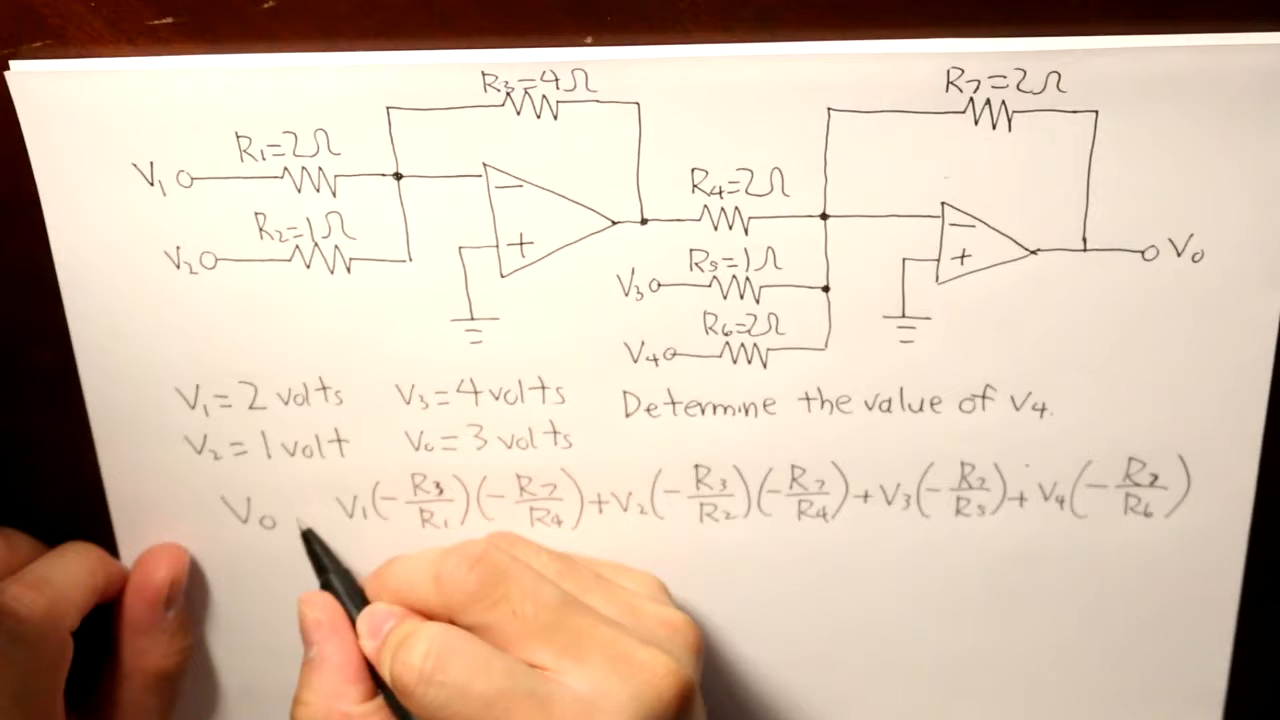 R₃=4Ω
R₇=2Ω
R₁=2Ω
V₁
R₄=2Ω
R₂=1Ω
V₂
−
+
R₅=1Ω
V₃
−
+
V₀
R₆=2Ω
V₄
V₁=2 volts V₃=4 volts Determine the value of V₄.
V₂=1 volt V₀=3 volts
V₀ V₁(-R₃/R₁)(-R₇/R₄)+V₂(-R₃/R₂)(-R₇/R₄)+V₃(-R₇/R₅)+V₄(-R₇/R₆)